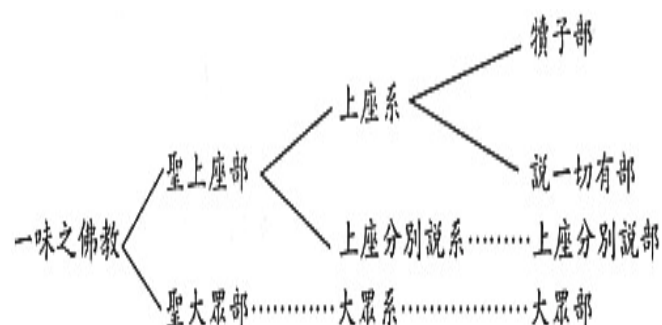 犢子部
上座系
聖上座部
說一切有部
一味之佛教
上座分別說系
上座分別說部
聖大眾部
大眾系
大眾部